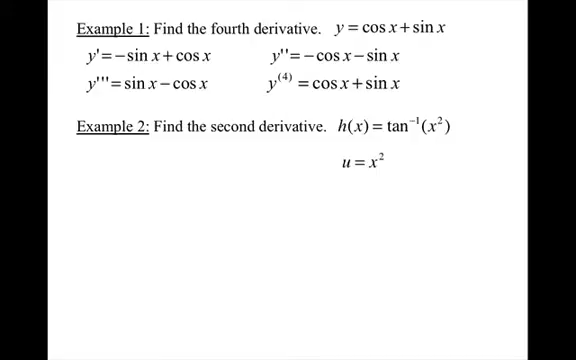 Example 1: Find the fourth derivative. y = cos x + sin x
y' = −sin x + cos x y'' = −cos x − sin x
y''' = sin x − cos x y⁽⁴⁾ = cos x + sin x
Example 2: Find the second derivative. h(x) = tan⁻¹(x²)
u = x²